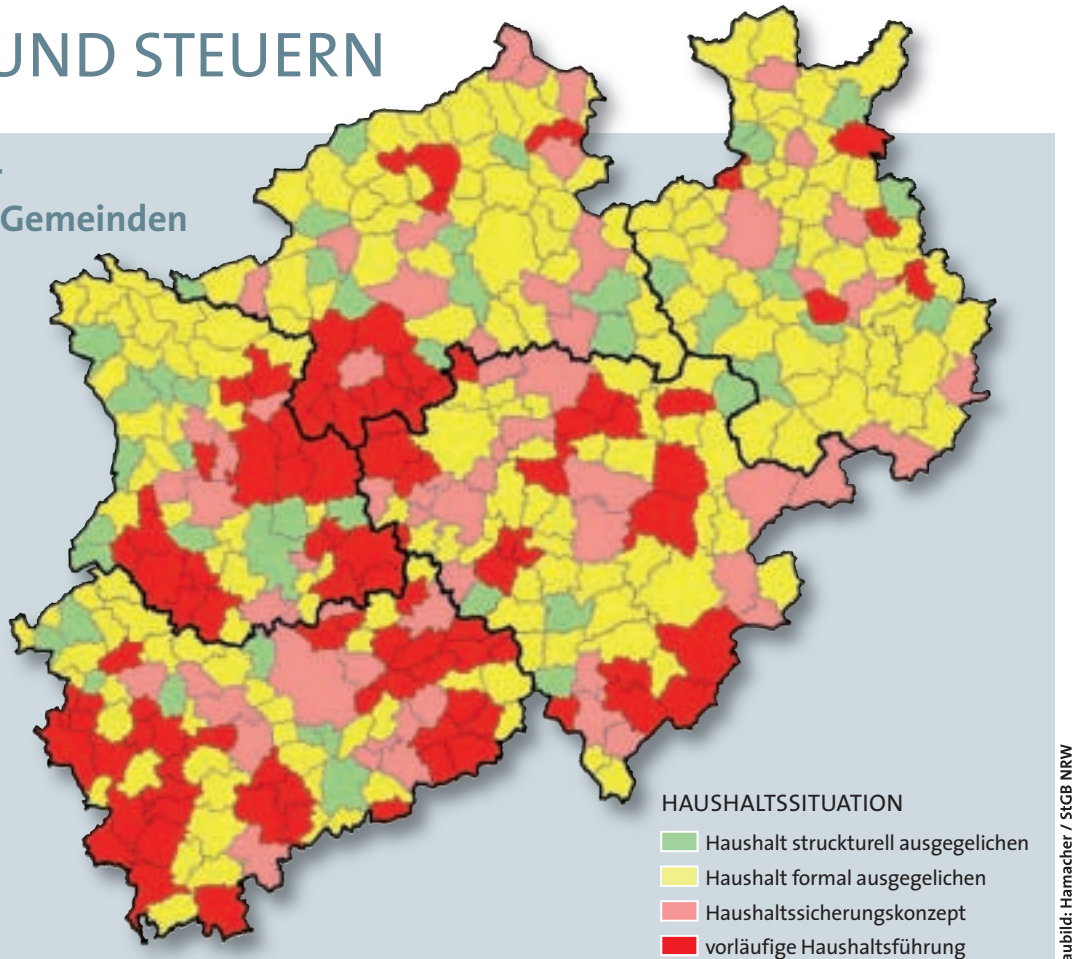 UND STEUERN
Gemeinden
HAUSHALTSSITUATION
Haushalt struckturell ausgegelichen
Haushalt formal ausgegelichen
Haushaltssicherungskonzept
vorläufige Haushaltsführung
aubild: Hamacher / StGB NRW